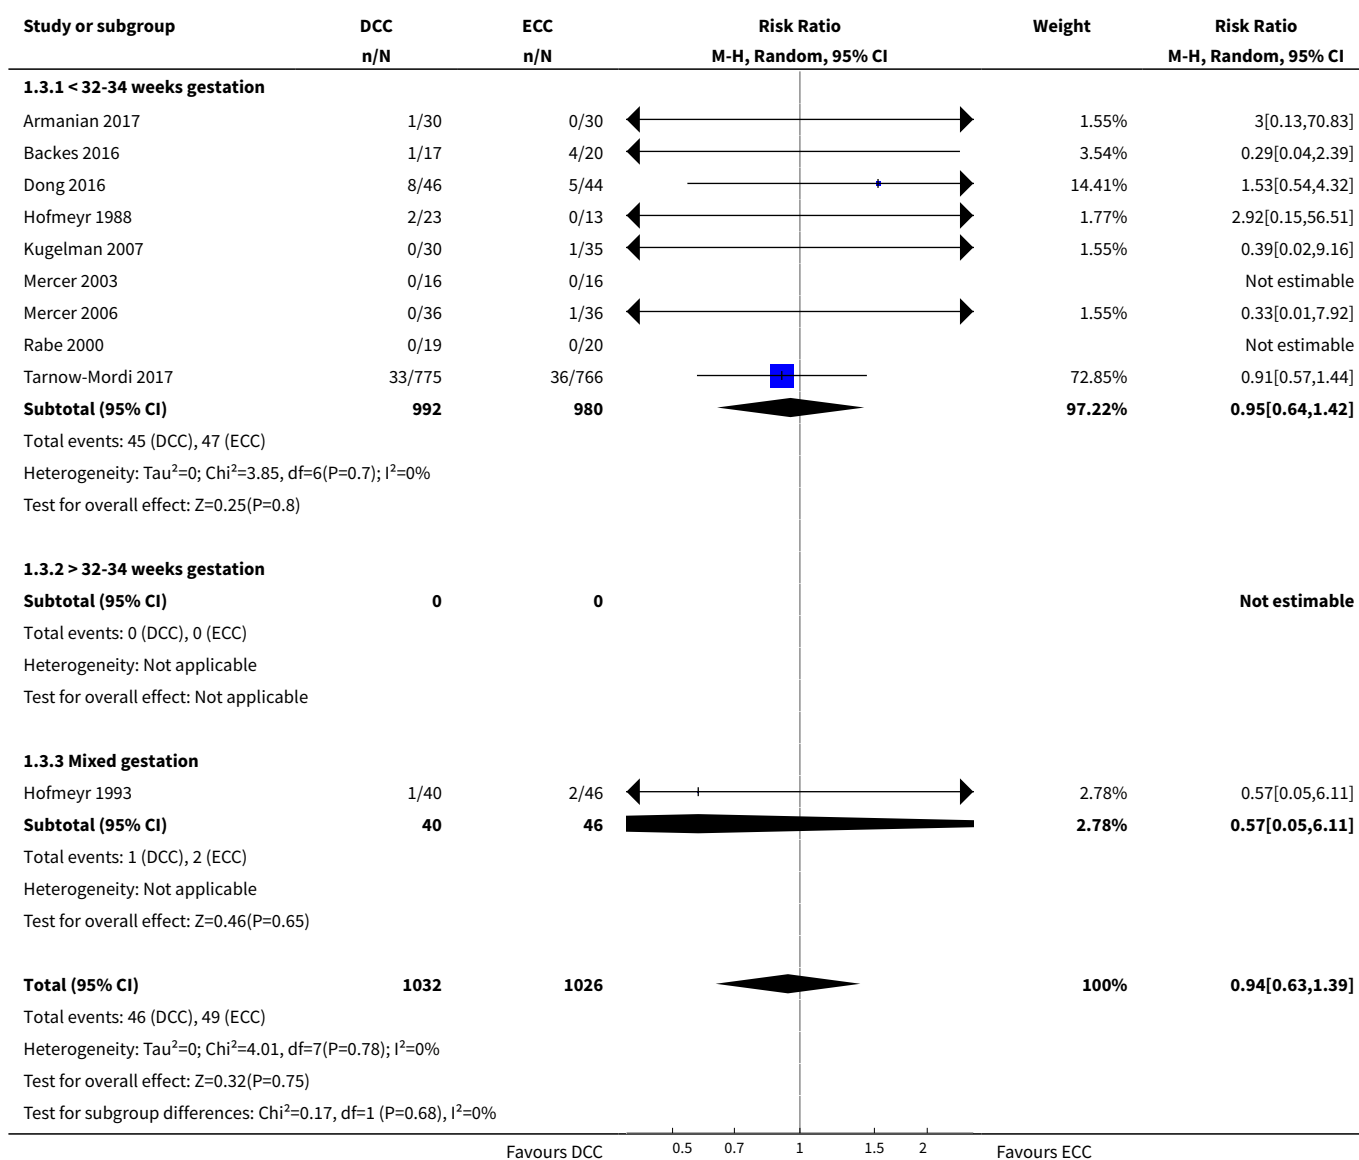 Study or subgroup DCC ECC Risk Ratio Weight Risk Ratio
n/N n/N M-H, Random, 95% CI M-H, Random, 95% CI
1.3.1 < 32-34 weeks gestation
Armanian 2017 1/30 0/30 1.55% 3[0.13,70.83]
Backes 2016 1/17 4/20 3.54% 0.29[0.04,2.39]
Dong 2016 8/46 5/44 14.41% 1.53[0.54,4.32]
Hofmeyr 1988 2/23 0/13 1.77% 2.92[0.15,56.51]
Kugelman 2007 0/30 1/35 1.55% 0.39[0.02,9.16]
Mercer 2003 0/16 0/16 Not estimable
Mercer 2006 0/36 1/36 1.55% 0.33[0.01,7.92]
Rabe 2000 0/19 0/20 Not estimable
Tarnow-Mordi 2017 33/775 36/766 72.85% 0.91[0.57,1.44]
Subtotal (95% CI) 992 980 97.22% 0.95[0.64,1.42]
Total events: 45 (DCC), 47 (ECC)
Heterogeneity: Tau²=0; Chi²=3.85, df=6(P=0.7); I²=0%
Test for overall effect: Z=0.25(P=0.8)
1.3.2 > 32-34 weeks gestation
Subtotal (95% CI) 0 0 Not estimable
Total events: 0 (DCC), 0 (ECC)
Heterogeneity: Not applicable
Test for overall effect: Not applicable
1.3.3 Mixed gestation
Hofmeyr 1993 1/40 2/46 2.78% 0.57[0.05,6.11]
Subtotal (95% CI) 40 46 2.78% 0.57[0.05,6.11]
Total events: 1 (DCC), 2 (ECC)
Heterogeneity: Not applicable
Test for overall effect: Z=0.46(P=0.65)
Total (95% CI) 1032 1026 100% 0.94[0.63,1.39]
Total events: 46 (DCC), 49 (ECC)
Heterogeneity: Tau²=0; Chi²=4.01, df=7(P=0.78); I²=0%
Test for overall effect: Z=0.32(P=0.75)
Test for subgroup differences: Chi²=0.17, df=1 (P=0.68), I²=0%
Favours DCC 0.5 0.7 1 1.5 2 Favours ECC